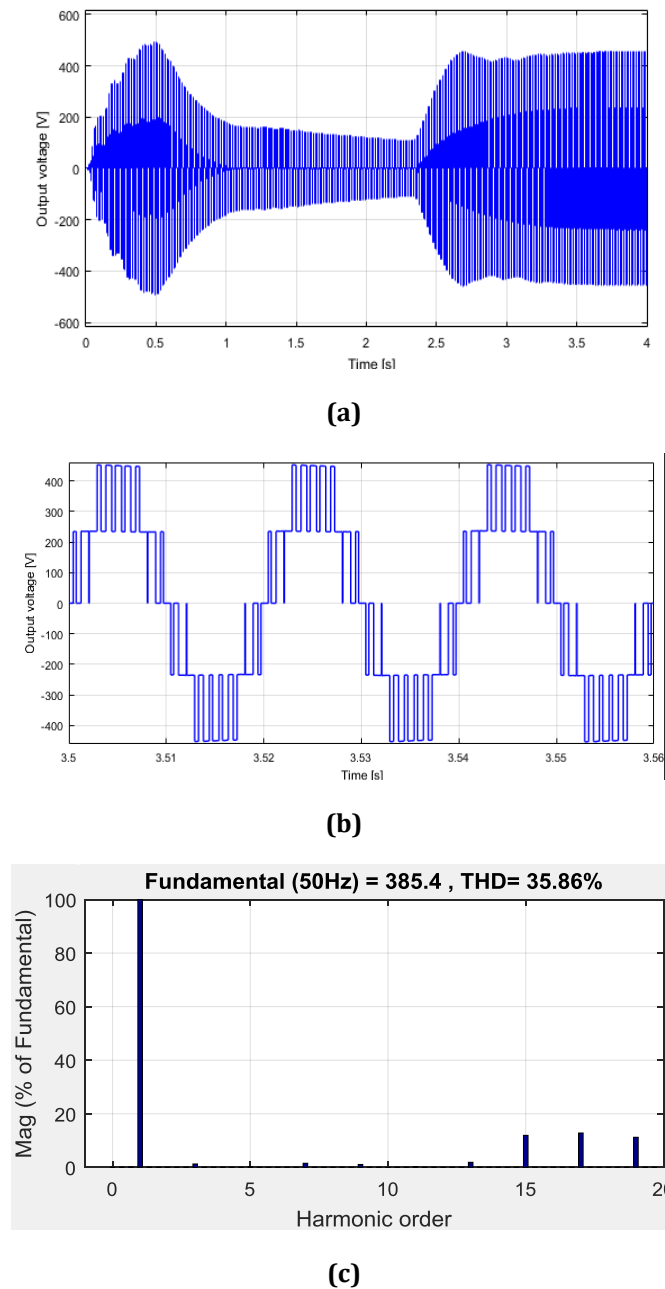 600
400
200
0
-200
-400
-600
Output voltage [V]
0 0.5 1 1.5 2 2.5 3 3.5 4
Time [s]
(a)
400
300
200
100
0
-100
-200
-300
-400
Output voltage [V]
3.5 3.51 3.52 3.53 3.54 3.55 3.56
Time [s]
(b)
Fundamental (50Hz) = 385.4 , THD= 35.86%
100
80
60
40
20
0
Mag (% of Fundamental)
0 5 10 15
Harmonic order
(c)